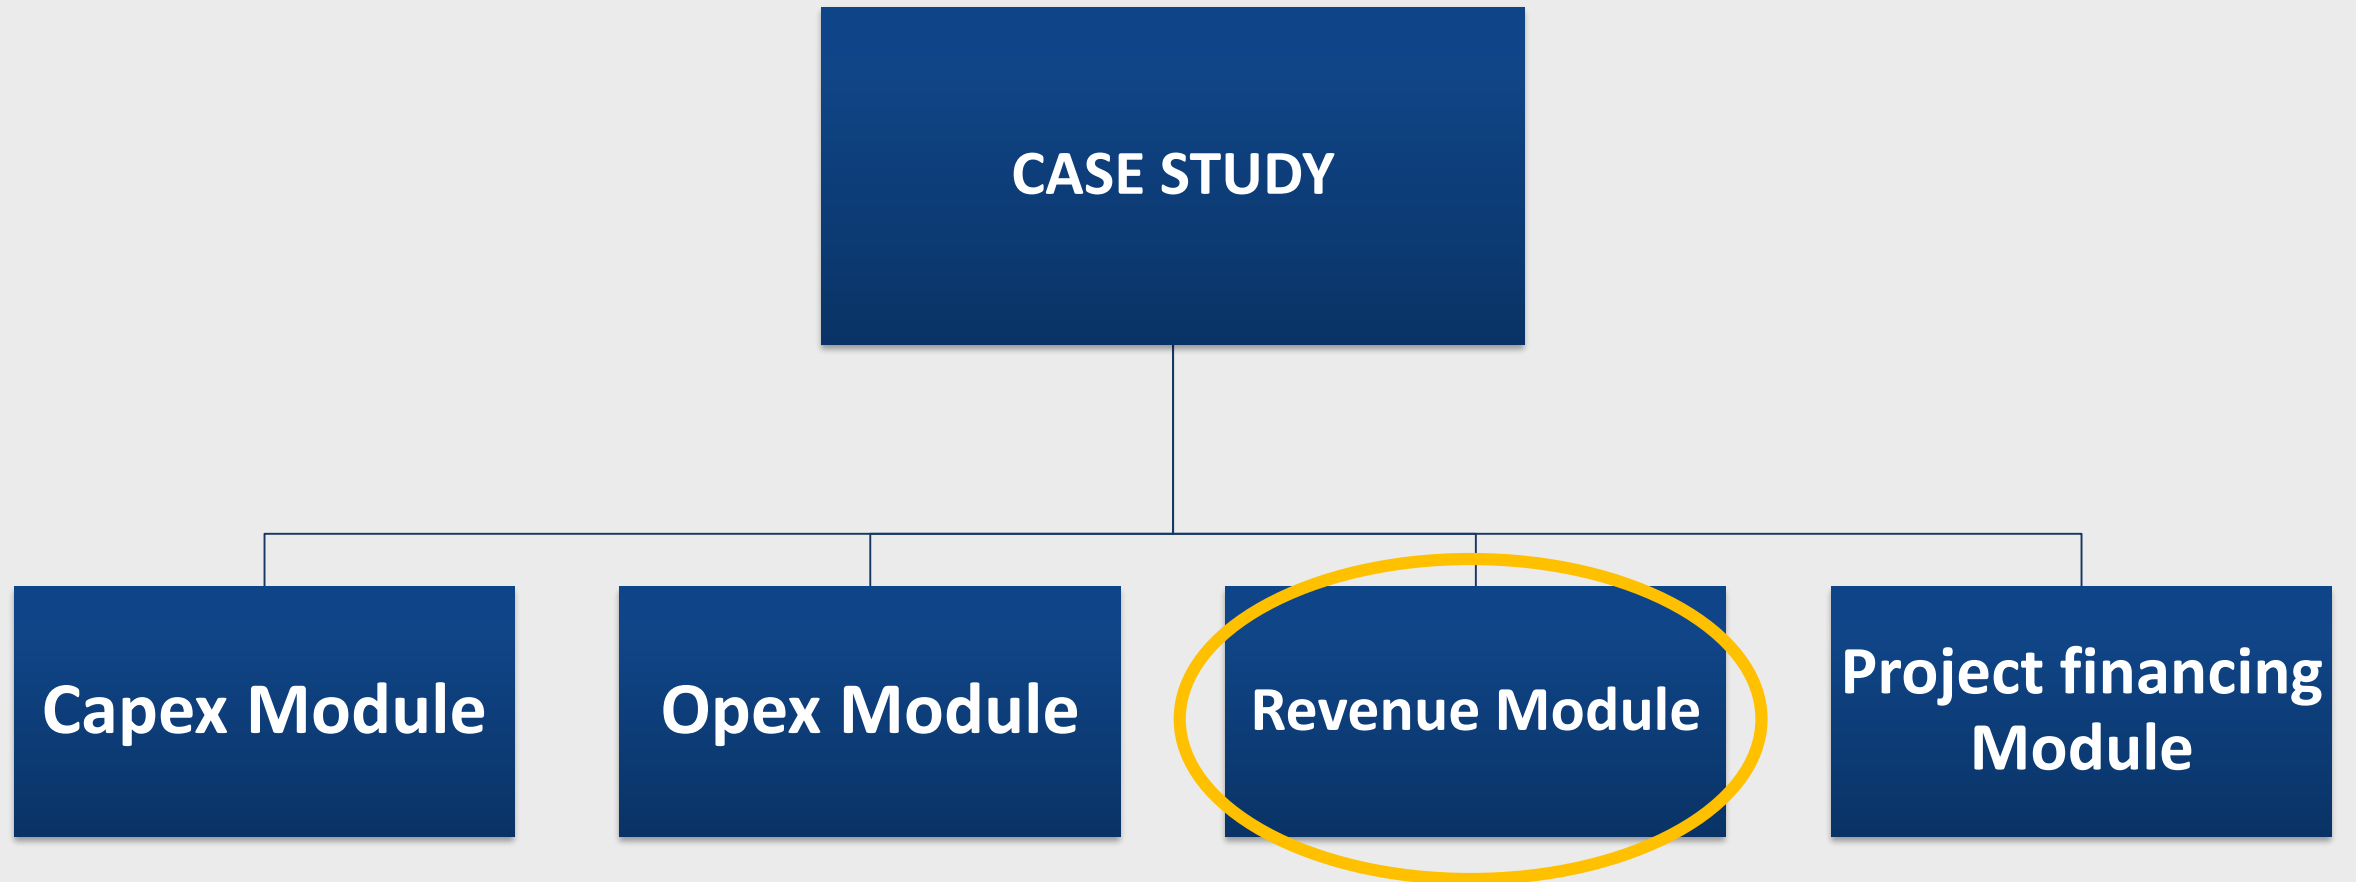 CASE STUDY
Capex Module
Opex Module
Revenue Module
Project financing
Module